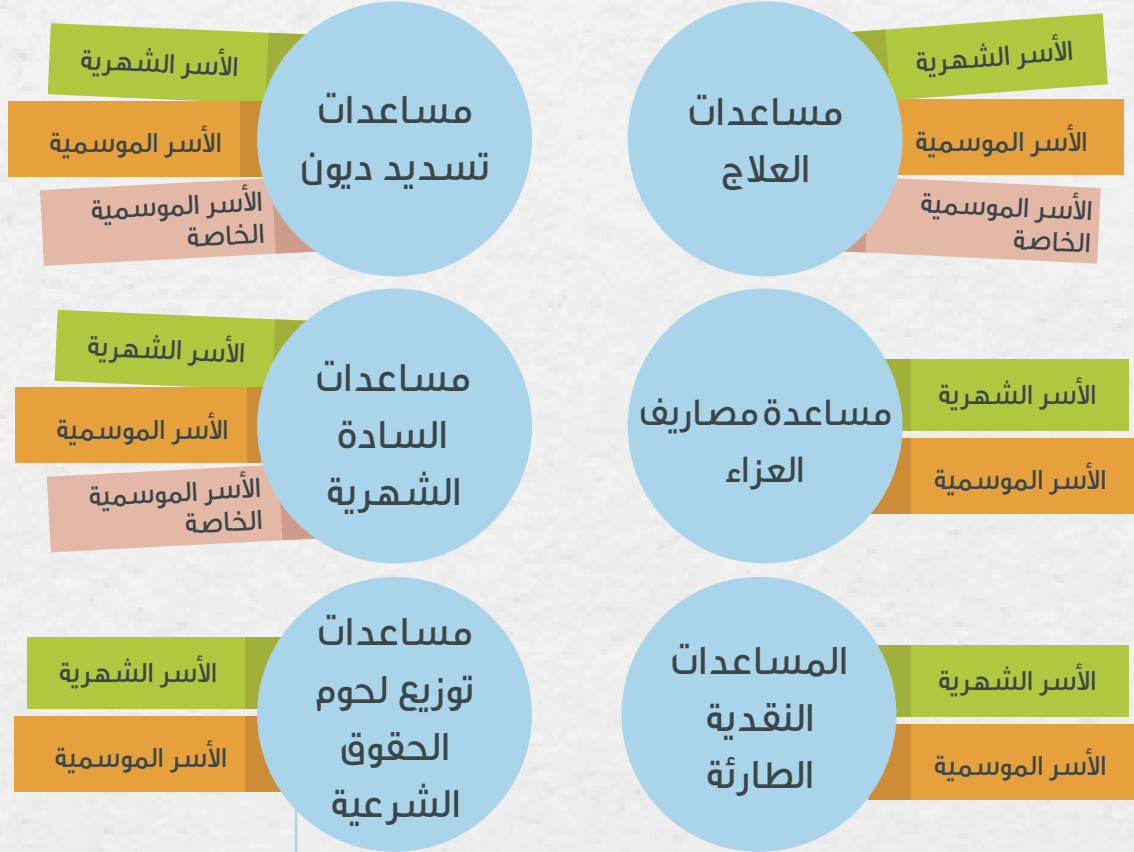 مساعدات
العلاج
الأسر الشهرية
الأسر الموسمية
الأسر الموسمية
الخاصة
مساعدات
تسديد ديون
الأسر الشهرية
الأسر الموسمية
الأسر الموسمية
الخاصة
مساعدة مصاريف
العزاء
الأسر الشهرية
الأسر الموسمية
مساعدات
السادة
الشهرية
الأسر الشهرية
الأسر الموسمية
الأسر الموسمية
الخاصة
المساعدات
النقدية
الطارئة
الأسر الشهرية
الأسر الموسمية
مساعدات
توزيع لحوم
الحقوق
الشرعية
الأسر الشهرية
الأسر الموسمية